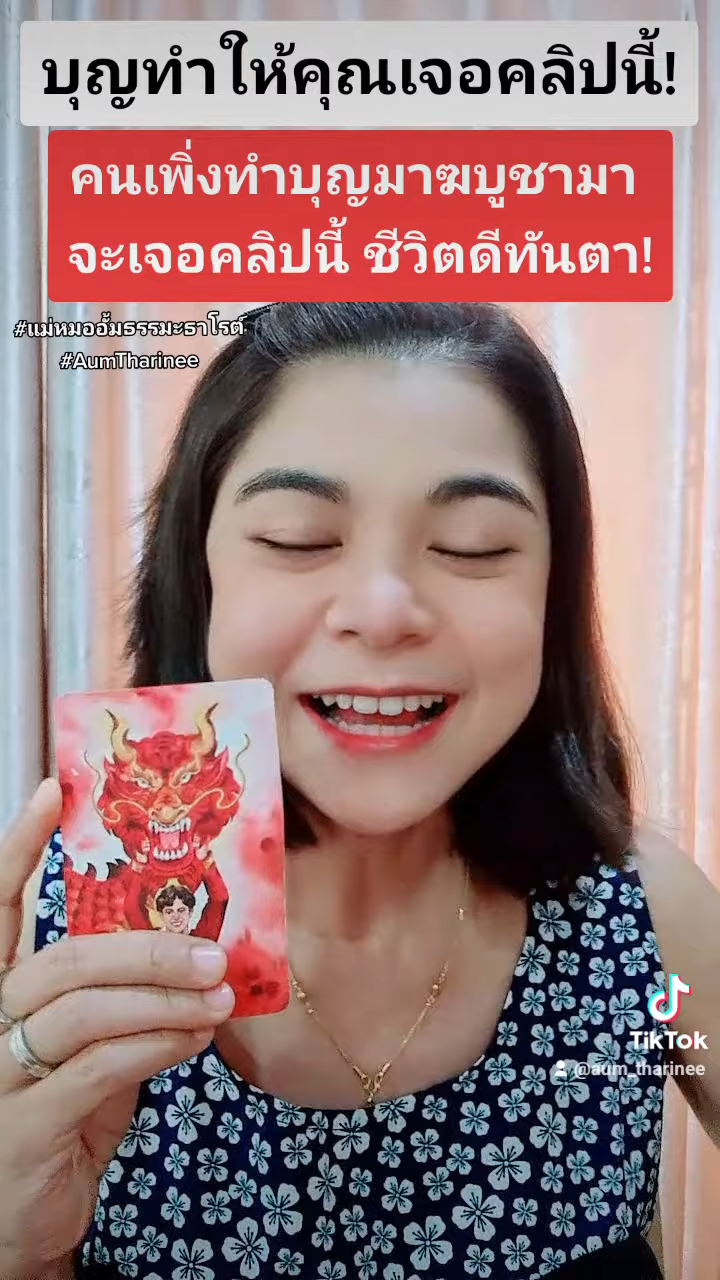 บุญทำให้คุณเจอคลิปนี้!
คนเพิ่งทำบุญมาฆบูชามา
จะเจอคลิปนี้ ชีวิตดีทันตา!
#แม่หมออั้มธรรมะธาโรต์
#AumTharinee
TikTok
@aum_tharinee